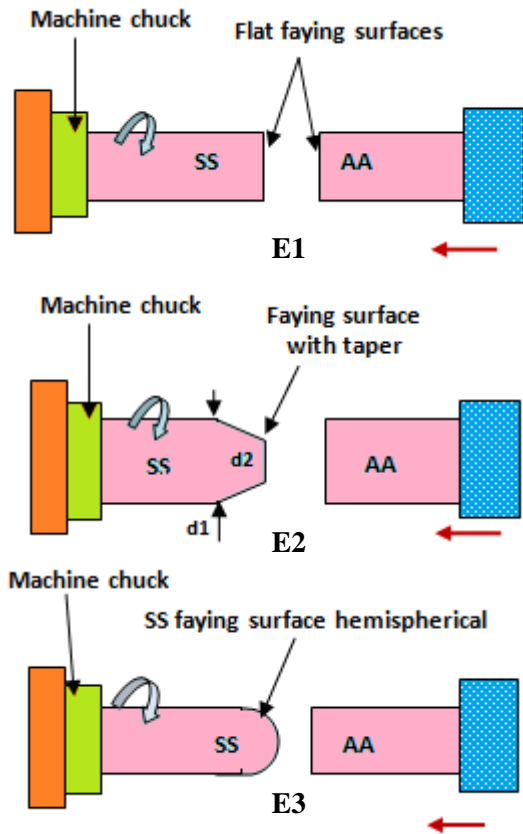 Machine chuck
Flat faying surfaces
SS
AA
E1
Machine chuck
Faying surface
with taper
SS
d2
AA
d1
E2
Machine chuck
SS faying surface hemispherical
SS
AA
E3